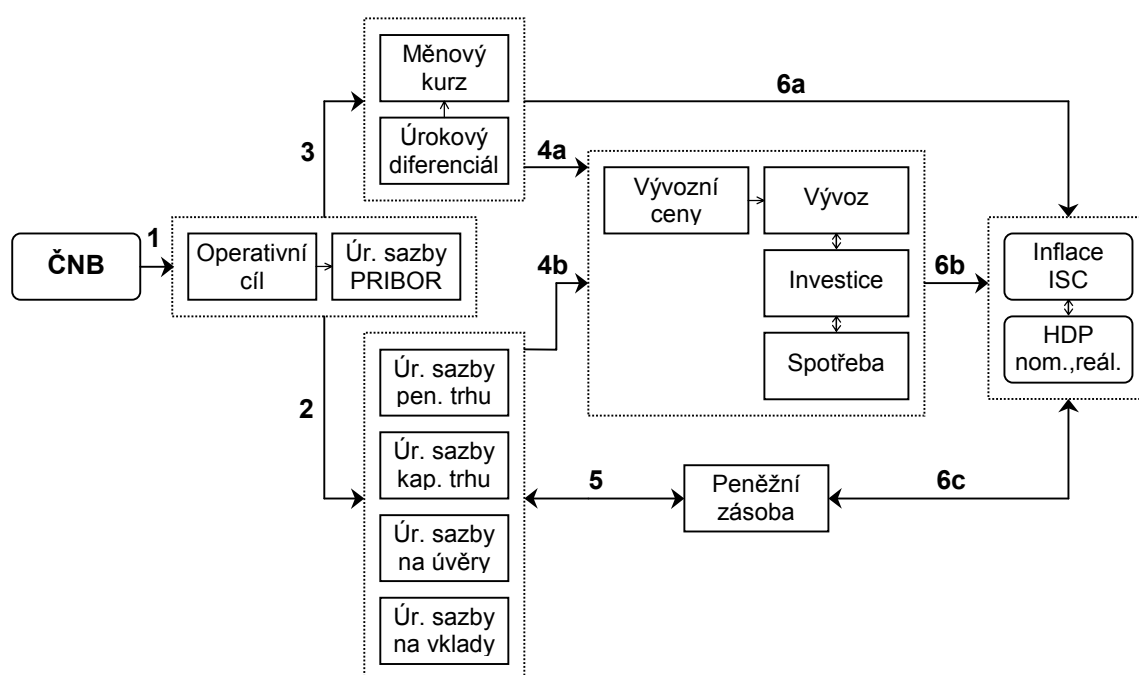 Měnový
kurz
6a
Úrokový
diferenciál
3
4a
Vývozní
ceny
Vývoz
1
ČNB
Operativní
cíl
Úr. sazby
PRIBOR
4b
Investice
6b
Inflace
ISC
Spotřeba
HDP
nom.,reál.
2
Úr. sazby
pen. trhu
Úr. sazby
kap. trhu
5
Peněžní
zásoba
6c
Úr. sazby
na úvěry
Úr. sazby
na vklady